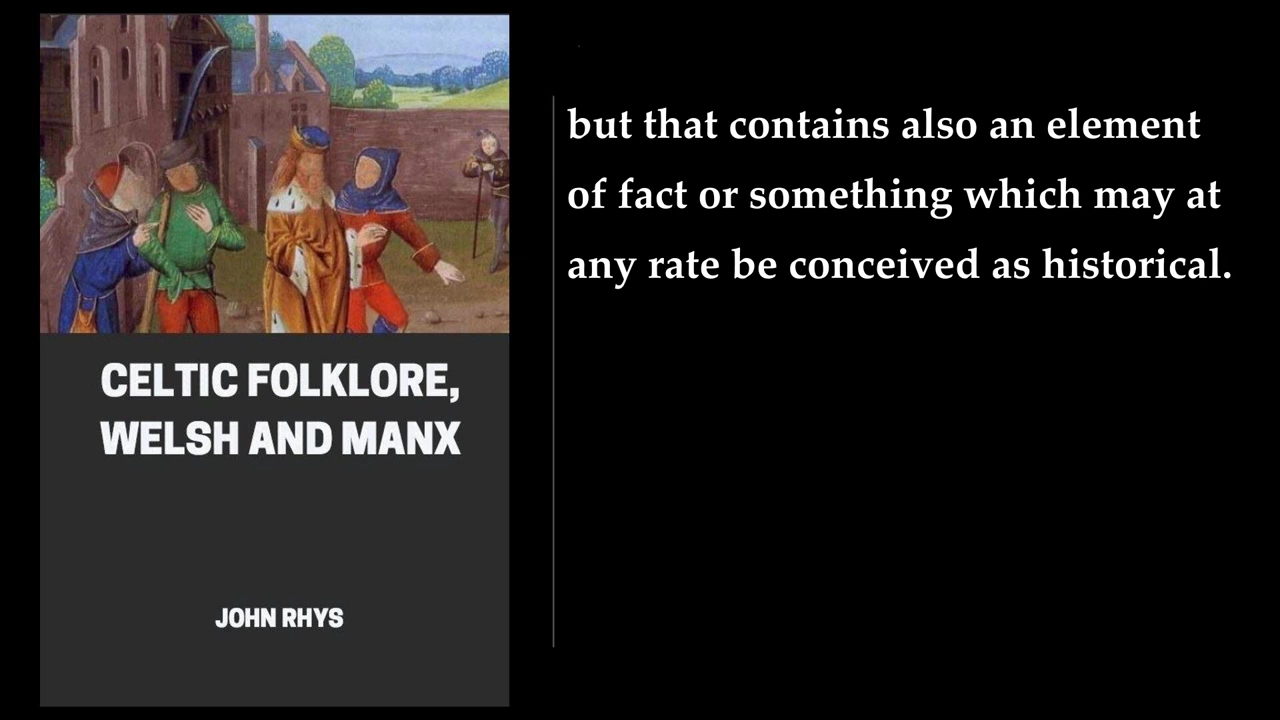 CELTIC FOLKLORE,
WELSH AND MANX
JOHN RHYS
but that contains also an element
of fact or something which may at
any rate be conceived as historical.